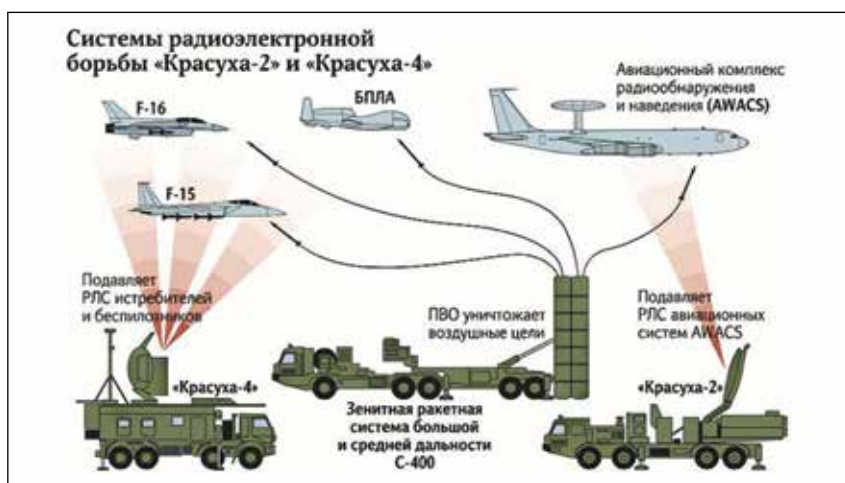 Системы радиоэлектронной
борьбы «Красуха-2» и «Красуха-4»
F-16
БПЛА
Авиационный комплекс
радиообнаружения
и наведения (AWACS)
F-15
Подавляет
РЛС истребителей
и беспилотников
ПВО уничтожает
воздушные цели
Подавляет
РЛС авиационных
систем AWACS
«Красуха-4»
«Красуха-2»
Зенитная ракетная
система большой
и средней дальности
С-400